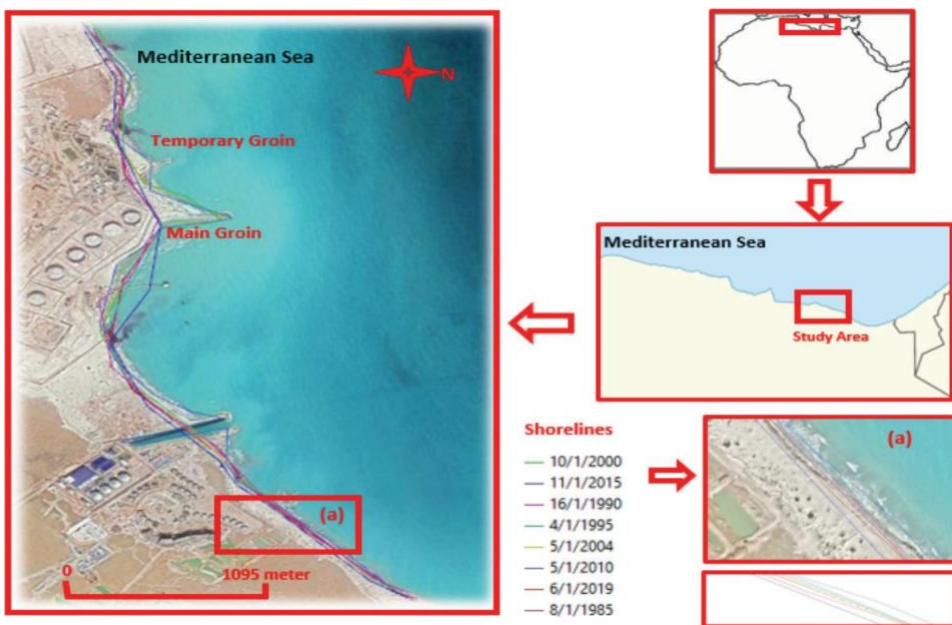 Mediterranean Sea
N
Temporary Groin
Main Groin
(a)
0
1095 meter
Mediterranean Sea
Study Area
Shorelines
10/1/2000
11/1/2015
16/1/1990
4/1/1995
5/1/2004
5/1/2010
6/1/2019
8/1/1985
(a)